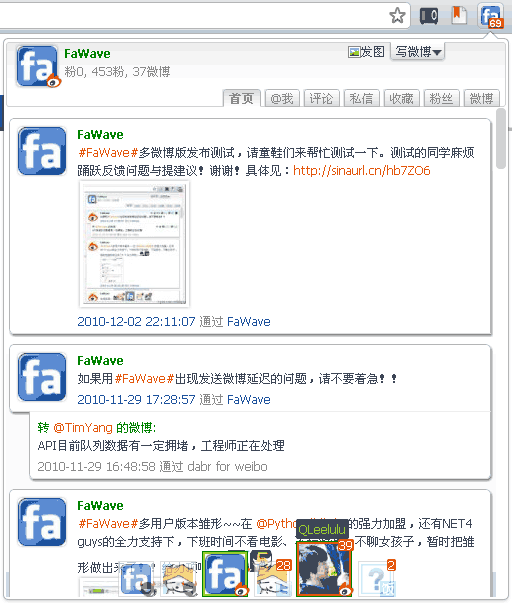 69
fa
FaWave
粉0, 453粉, 37微博
发图
写微博
首页 @我 评论 私信 收藏 粉丝 微博
fa
FaWave
#FaWave#多微博版发布测试，请童鞋们来帮忙测试一下。测试的同学麻烦
踊跃反馈问题与提建议！谢谢！具体见：http://sinaurl.cn/hb7ZO6
2010-12-02 22:11:07 通过 FaWave
fa
FaWave
如果用#FaWave#出现发送微博延迟的问题，请不要着急！！
2010-11-29 17:28:57 通过 FaWave
转 @TimYang 的微博:
API目前队列数据有一定拥堵，工程师正在处理
2010-11-29 16:48:58 通过 dabr for weibo
fa
FaWave
#FaWave#多用户版本雏形~~在 @Pytho 的强力加盟，还有NET4
QLeelulu
guys的全力支持下，下班时间不看电影、 不聊女孩子，暂时把雏
形做出来
fa
28
39
2